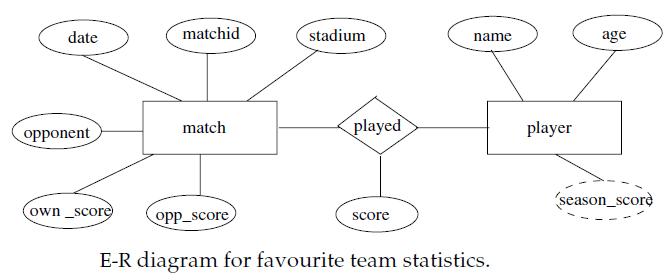 date
matchid
stadium
name
age
opponent
match
played
player
own _score
opp_score
score
season_score
E-R diagram for favourite team statistics.